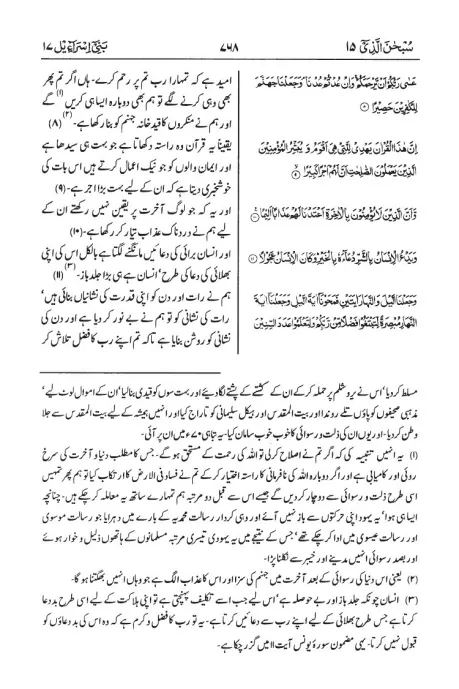 سُبْحٰنَ الَّذِیْ ۱۵
۷۶۸
بَنِیْ اِسْرَآءِیْل ۱۷
عَسٰی رَبُّكُمْ اَنْ یَّرْحَمَكُمْ وَاِنْ عُدْتُّمْ عُدْنَا وَجَعَلْنَا جَهَنَّمَ
لِلْكٰفِرِیْنَ حَصِیْرًا ۸
اِنَّ هٰذَا الْقُرْاٰنَ یَهْدِیْ لِلَّتِیْ هِیَ اَقْوَمُ وَیُبَشِّرُ الْمُؤْمِنِیْنَ
الَّذِیْنَ یَعْمَلُوْنَ الصّٰلِحٰتِ اَنَّ لَهُمْ اَجْرًا كَبِیْرًا ۹
وَّاَنَّ الَّذِیْنَ لَا یُؤْمِنُوْنَ بِالْاٰخِرَةِ اَعْتَدْنَا لَهُمْ عَذَابًا اَلِیْمًا ۱۰
وَیَدْعُ الْاِنْسَانُ بِالشَّرِّ دُعَآءَهٗ بِالْخَیْرِ وَكَانَ الْاِنْسَانُ عَجُوْلًا ۱۱
وَجَعَلْنَا الَّیْلَ وَالنَّهَارَ اٰیَتَیْنِ فَمَحَوْنَآ اٰیَةَ الَّیْلِ وَجَعَلْنَآ اٰیَةَ
النَّهَارِ مُبْصِرَةً لِّتَبْتَغُوْا فَضْلًا مِّنْ رَّبِّكُمْ وَلِتَعْلَمُوْا عَدَدَ السِّنِیْنَ
امید ہے کہ تمہارا رب تم پر رحم کرے۔ ہاں اگر تم پھر
بھی وہی کرنے لگے تو ہم بھی دوبارہ ایسا ہی کریں(۱) گے
اور ہم نے منکروں کا قید خانہ جہنم کو بنا رکھا ہے۔(۲) (۸)
یقیناً یہ قرآن وہ راستہ دکھاتا ہے جو بہت ہی سیدھا ہے
اور ایمان والوں کو جو نیک اعمال کرتے ہیں اس بات کی
خوشخبری دیتا ہے کہ ان کے لیے بہت بڑا اجر ہے۔ (۹)
اور یہ کہ جو لوگ آخرت پر یقین نہیں رکھتے ان کے
لیے ہم نے دردناک عذاب تیار کر رکھا ہے۔ (۱۰)
اور انسان برائی کی دعائیں مانگنے لگتا ہے بالکل اس کی اپنی
بھلائی کی دعا کی طرح، انسان ہے ہی بڑا جلد باز۔(۳) (۱۱)
ہم نے رات اور دن کو اپنی قدرت کی نشانیاں بنائی ہیں،
رات کی نشانی کو تو ہم نے بے نور کر دیا ہے اور دن کی
نشانی کو روشن بنایا ہے تاکہ تم اپنے رب کا فضل تلاش کر
مسلط کر دیا، اس نے یروشلم پر حملہ کر کے ان کے کشتے کے پشتے لگا دیئے اور بہت سوں کو قیدی بنا لیا، ان کے اموال لوٹ لیے،
مذہبی صحیفوں کو پاؤں تلے روندا اور بیت المقدس اور ہیکل سلیمانی کو تاراج کیا اور انہیں ہمیشہ کے لیے بیت المقدس سے جلا
وطن کر دیا۔ اور یوں ان کی ذلت و رسوائی کا خوب خوب سامان کیا۔ یہ تباہی ۷۰ء میں ان پر آئی۔
(۱) یہ انہیں تنبیہ کی کہ اگر تم نے اصلاح کر لی تو اللہ کی رحمت کے مستحق ہو گے۔ جس کا مطلب دنیا و آخرت کی سرخ
روئی اور کامیابی ہے اور اگر دوبارہ اللہ کی نافرمانی کا راستہ اختیار کر کے تم نے فساد فی الارض کا ارتکاب کیا تو ہم پھر تمہیں
اسی طرح ذلت و رسوائی سے دوچار کر دیں گے جیسے اس سے قبل دو مرتبہ ہم تمہارے ساتھ یہ معاملہ کر چکے ہیں۔ چنانچہ
ایسا ہی ہوا، یہ یہود اپنی حرکتوں سے باز نہیں آئے اور وہی کردار رسالت محمدیہ کے بارے میں دہرایا جو رسالت موسوی
اور رسالت عیسوی میں ادا کر چکے تھے، جس کے نتیجے میں یہ یہودی تیسری مرتبہ مسلمانوں کے ہاتھوں ذلیل و خوار ہوئے
اور بصد رسوائی انہیں مدینے اور خیبر سے نکلنا پڑا۔
(۲) یعنی اس دنیا کی رسوائی کے بعد آخرت میں جہنم کی سزا اور اس کا عذاب الگ ہے جو وہاں انہیں بھگتنا ہو گا۔
(۳) انسان چونکہ جلد باز اور بے حوصلہ ہے، اس لیے جب اسے تکلیف پہنچتی ہے تو اپنی ہلاکت کے لیے اسی طرح بددعا
کرتا ہے جس طرح بھلائی کے لیے اپنے رب سے دعائیں کرتا ہے۔ یہ تو رب کا فضل و کرم ہے کہ وہ اس کی بددعاؤں کو
قبول نہیں کرتا۔ یہی مضمون سورۂ یونس آیت ۱۱ میں گزر چکا ہے۔